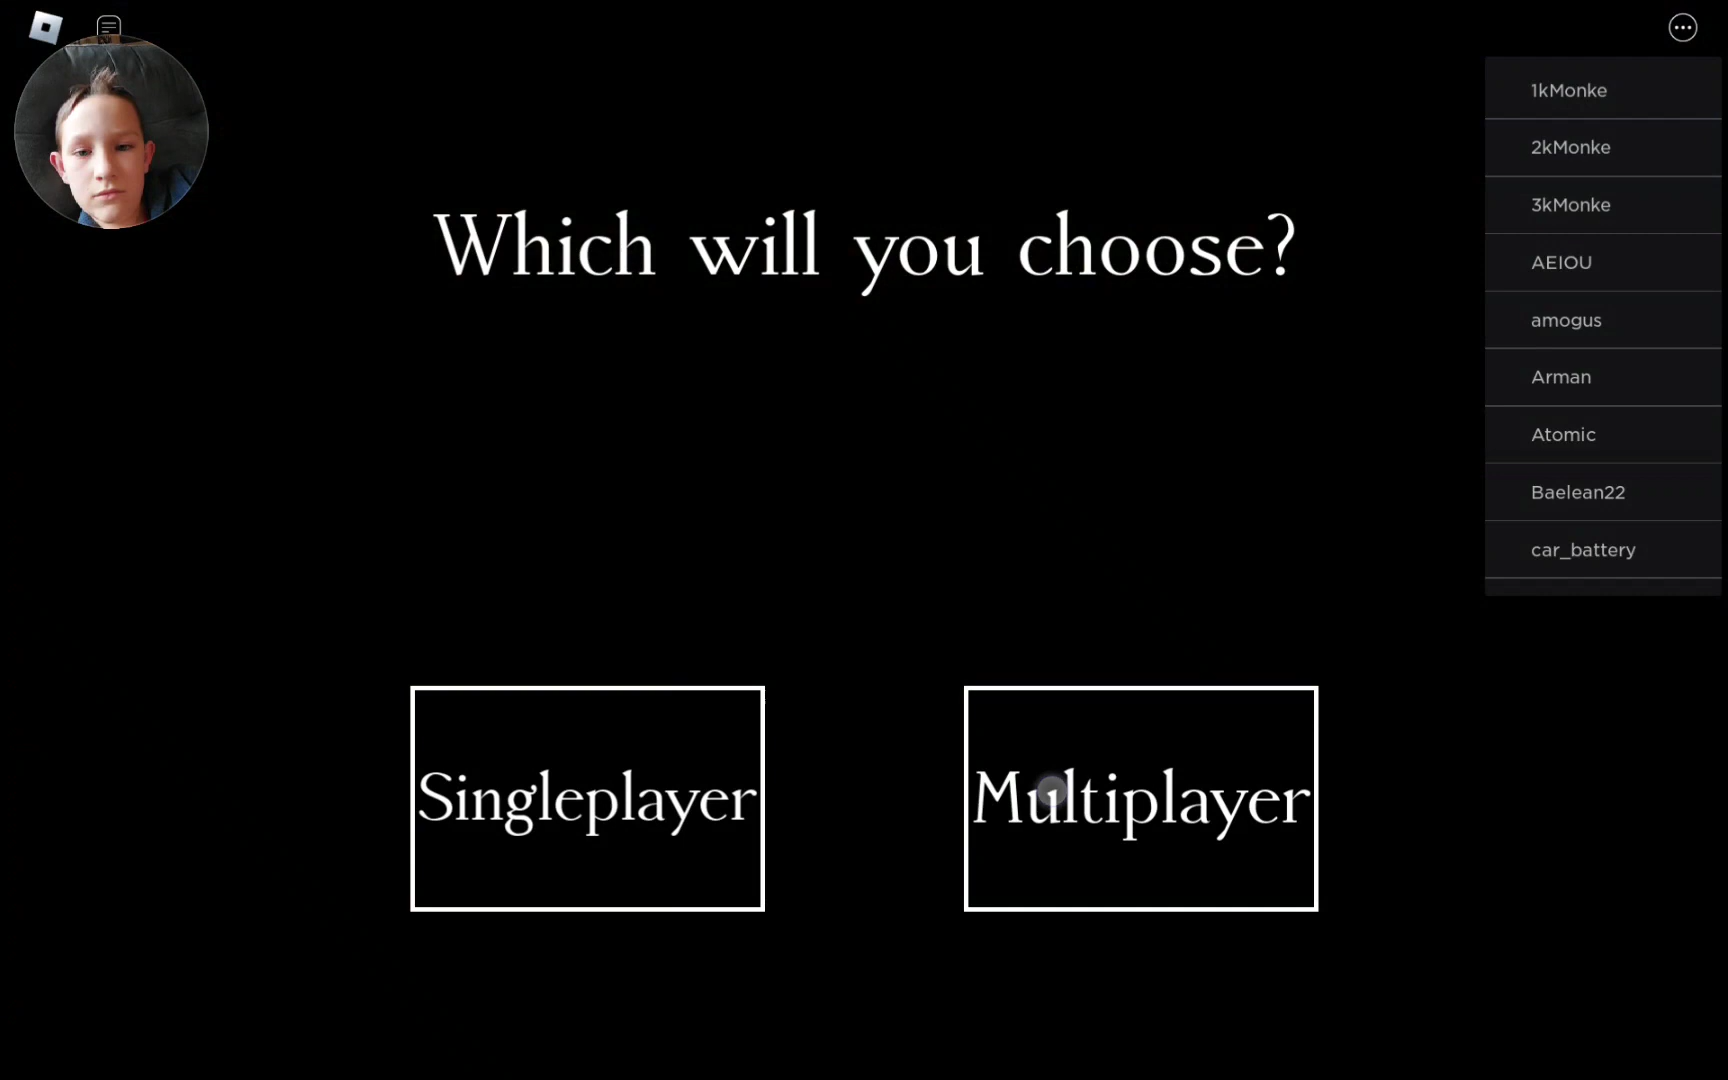 Which will you choose?
Singleplayer
Multiplayer
1kMonke
2kMonke
3kMonke
AEIOU
amogus
Arman
Atomic
Baelean22
car_battery